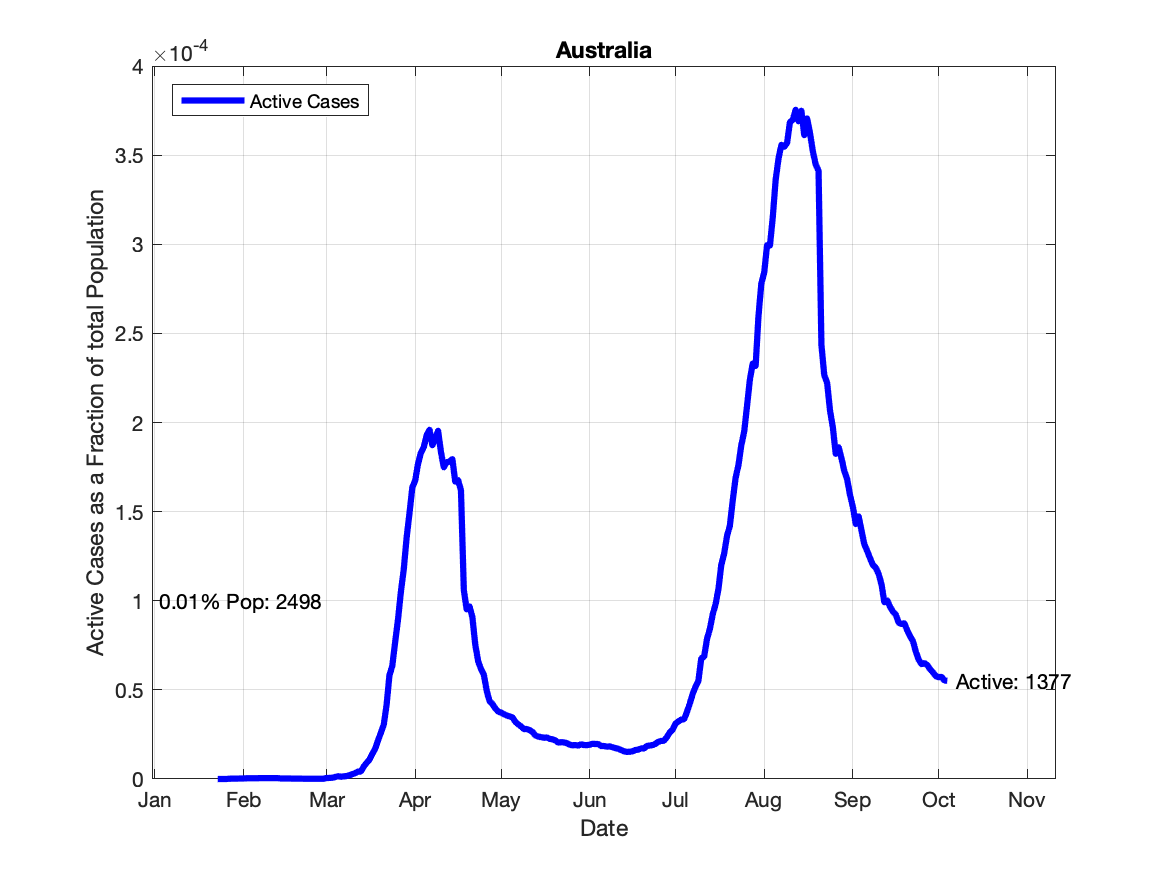 Australia
×10⁻⁴
4
3.5
3
2.5
2
1.5
1
0.5
0
Active Cases
0.01% Pop: 2498
Active: 1377
Jan Feb Mar Apr May Jun Jul Aug Sep Oct Nov
Date
Active Cases as a Fraction of total Population